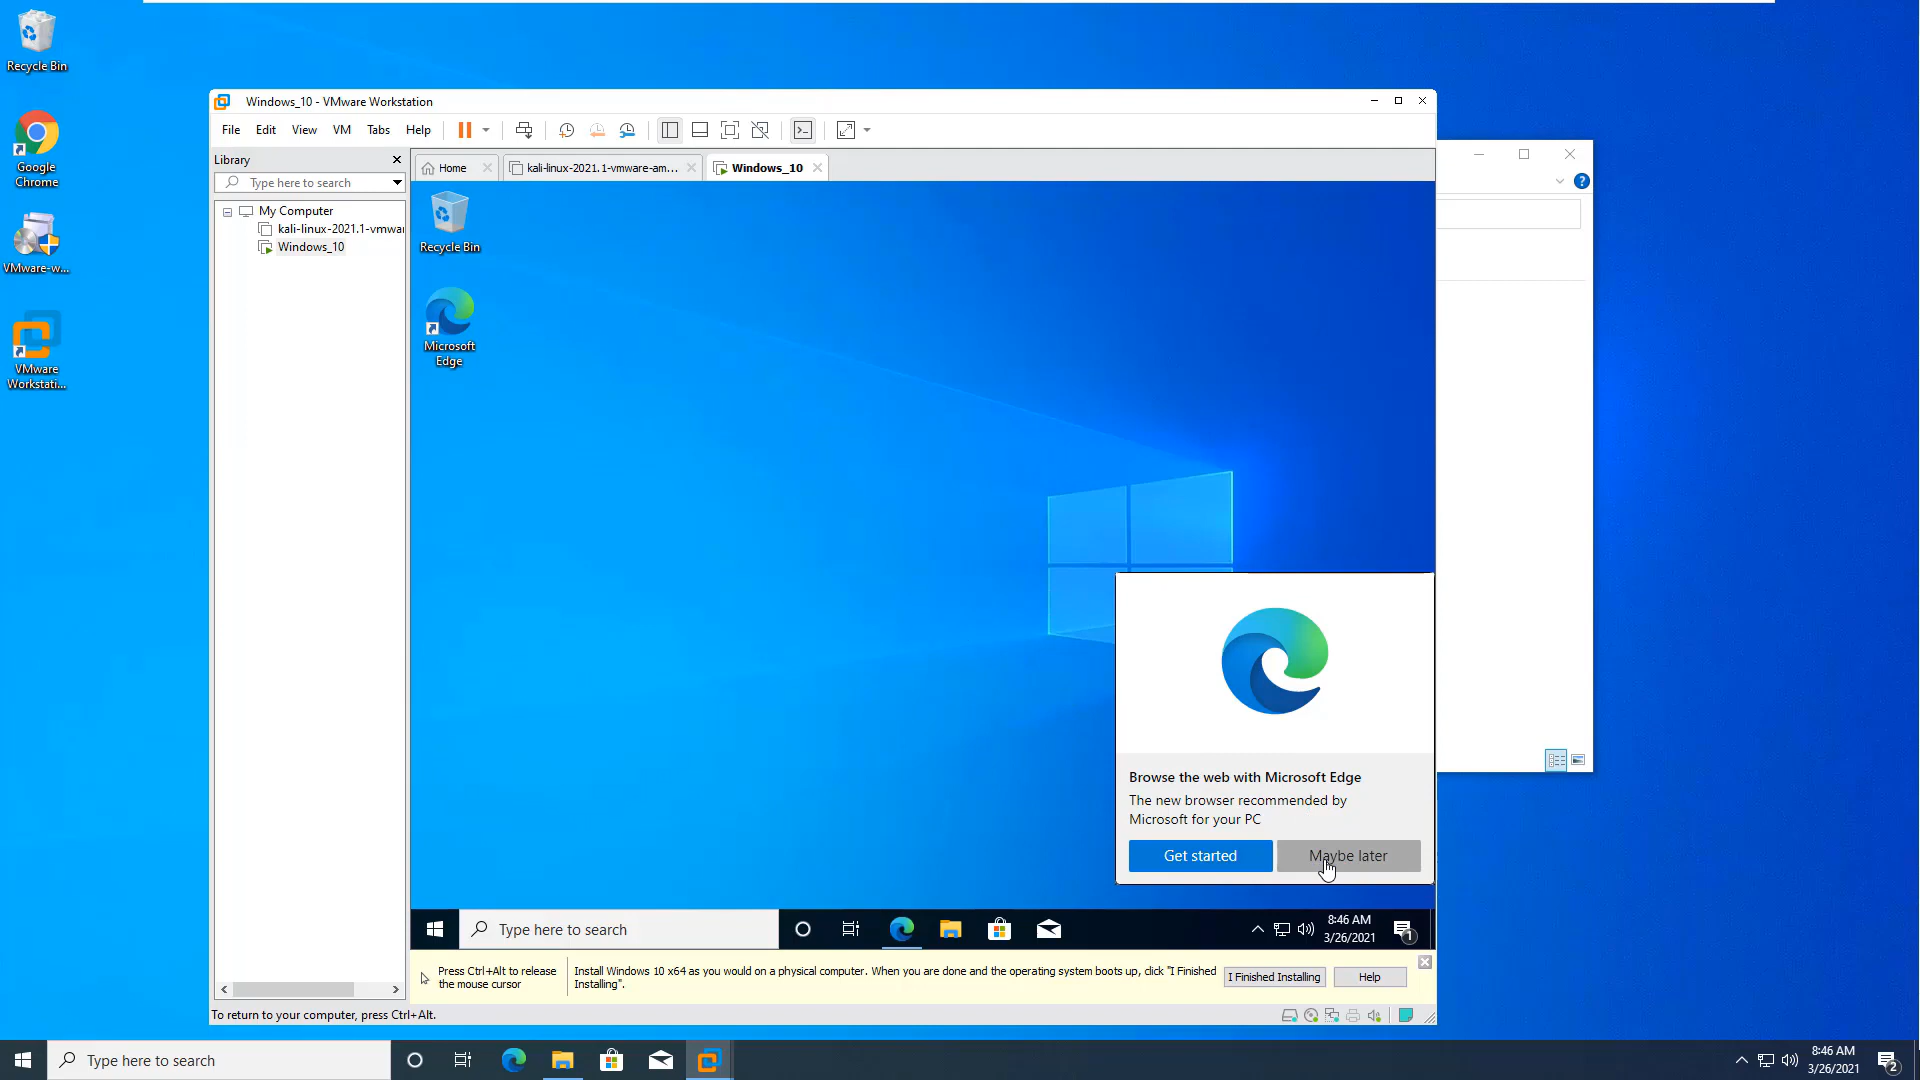 Recycle Bin
Google
Chrome
VMware-w...
VMware
Workstati...
Windows_10 - VMware Workstation
File Edit View VM Tabs Help
Library
Type here to search
My Computer
kali-linux-2021.1-vmwar
Windows_10
Home
kali-linux-2021.1-vmware-am...
Windows_10
Recycle Bin
Microsoft
Edge
Browse the web with Microsoft Edge
The new browser recommended by
Microsoft for your PC
Get started
Maybe later
Type here to search
8:46 AM
3/26/2021
1
Press Ctrl+Alt to release
the mouse cursor
Install Windows 10 x64 as you would on a physical computer. When you are done and the operating system boots up, click "I Finished
Installing".
I Finished Installing
Help
To return to your computer, press Ctrl+Alt.
?
Type here to search
8:46 AM
3/26/2021
2